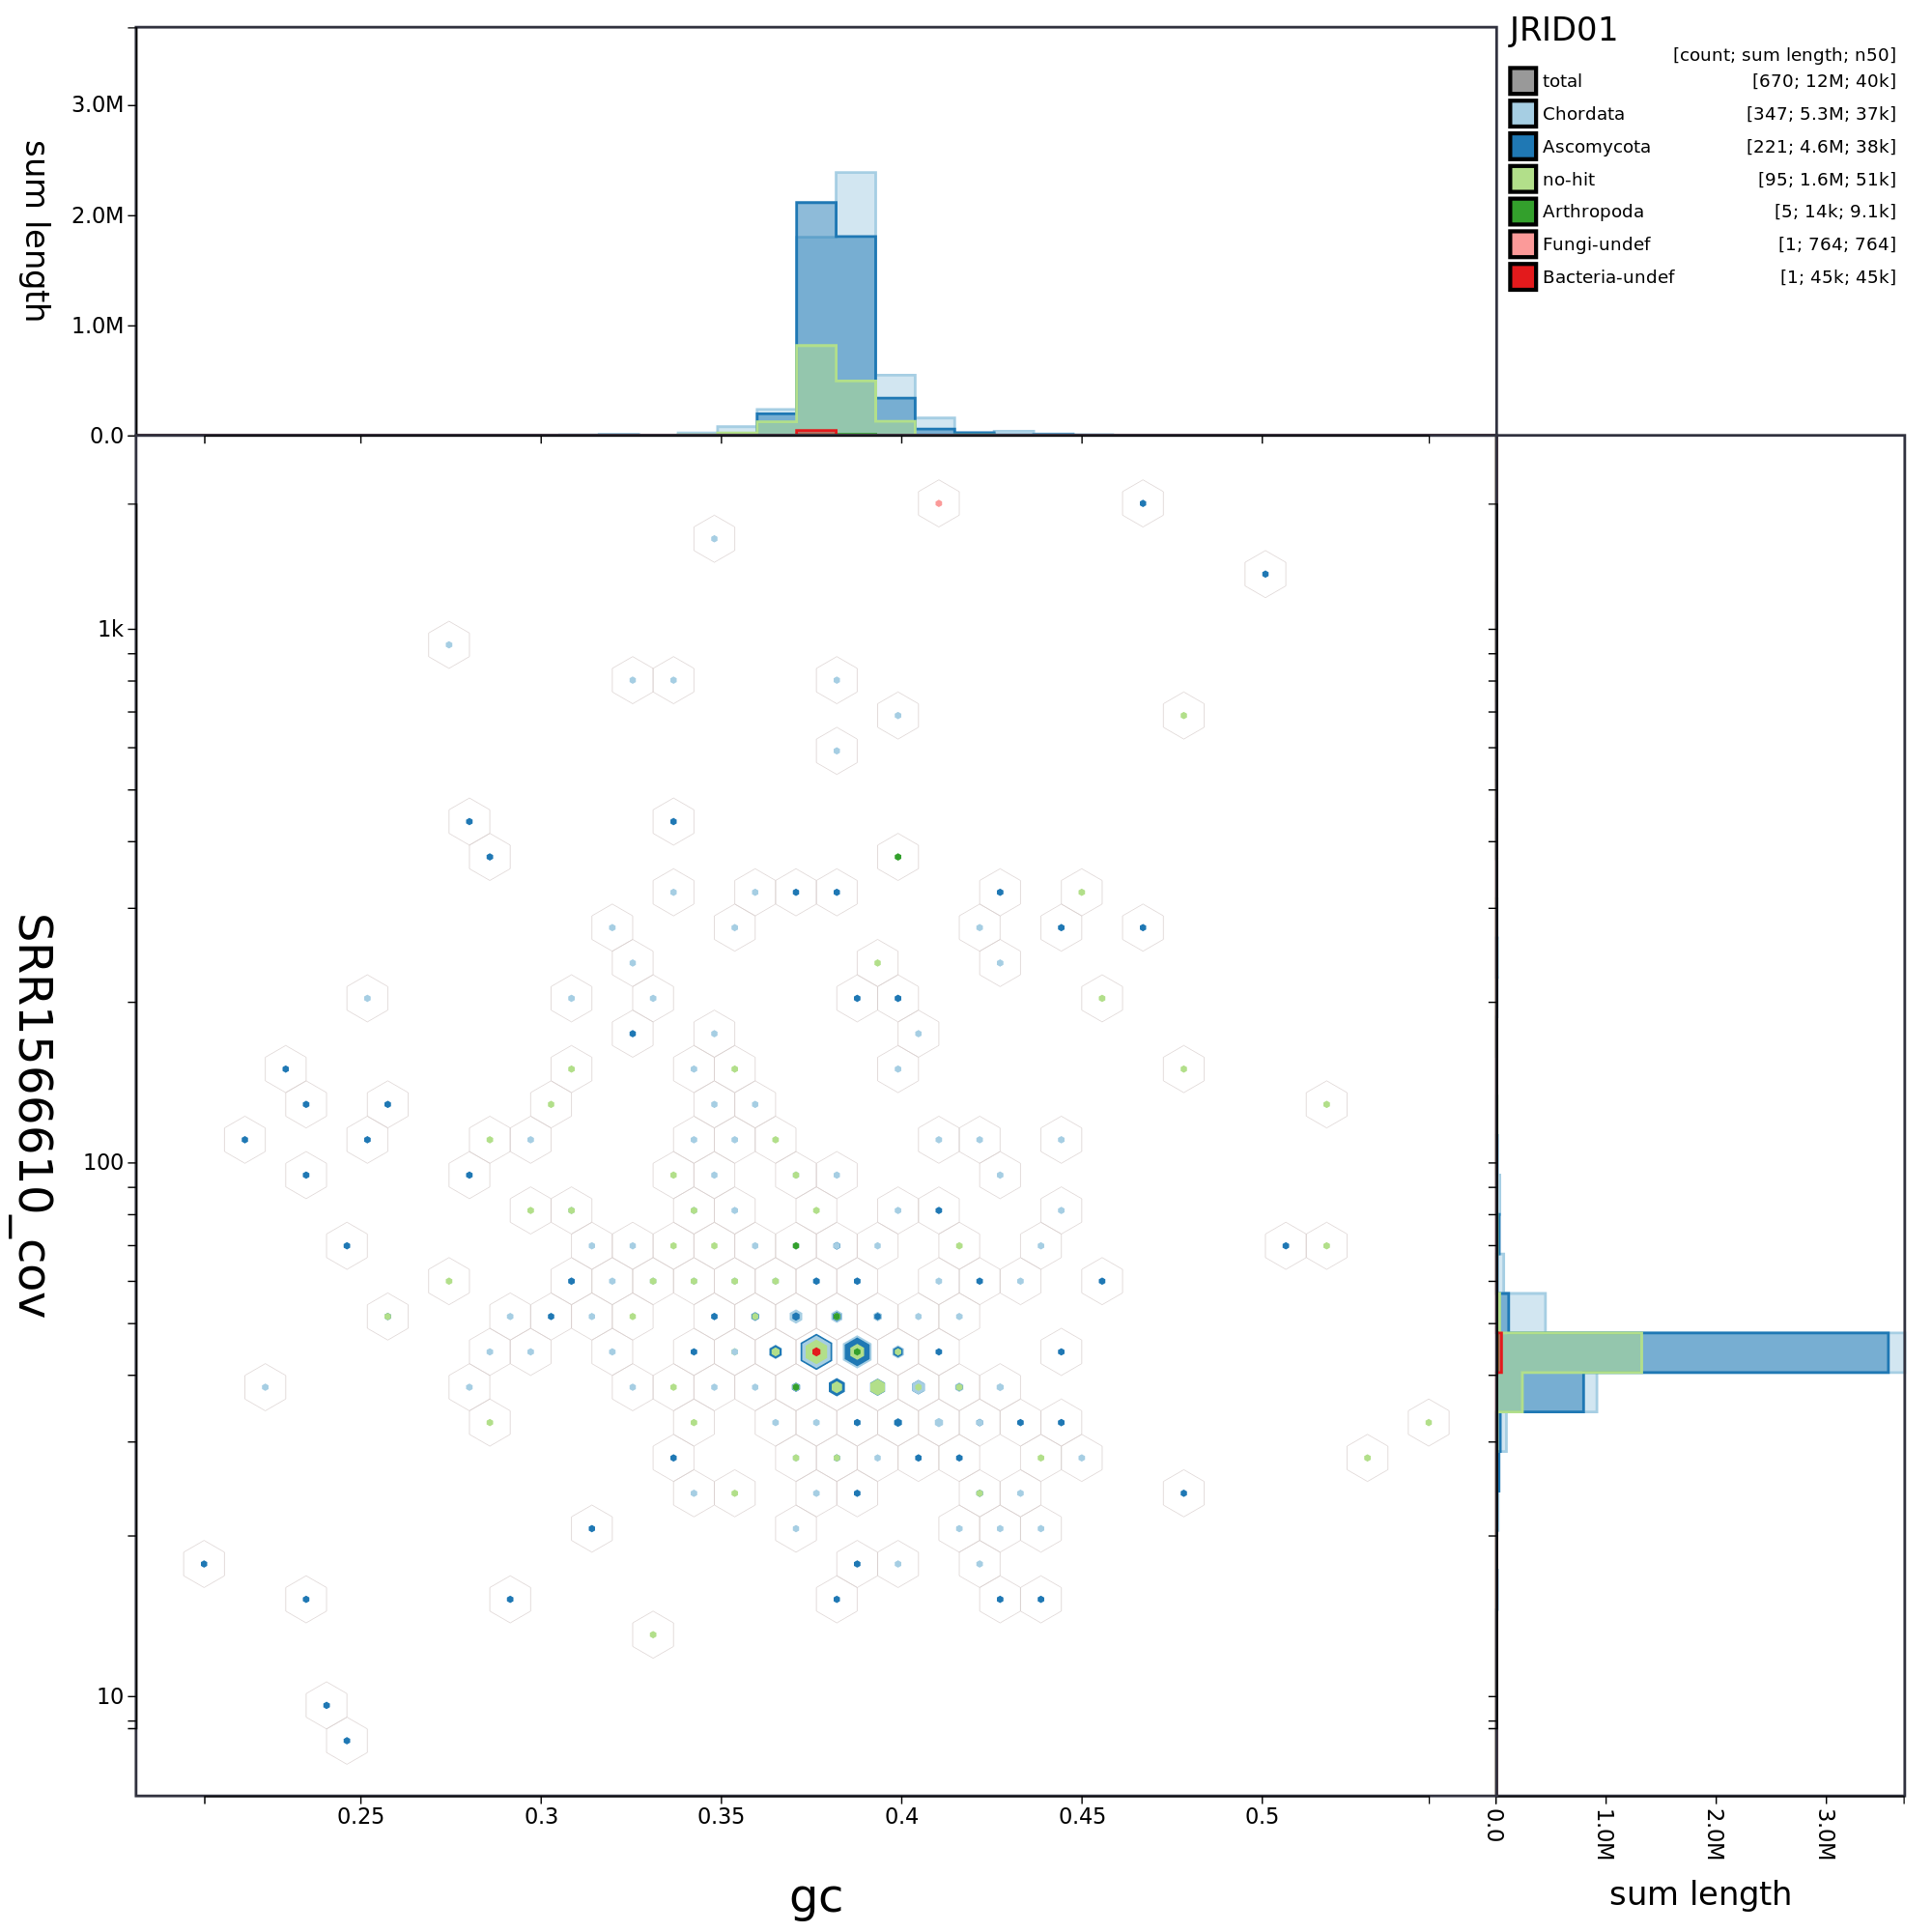 JRID01
[count; sum length; n50]
total [670; 12M; 40k]
Chordata [347; 5.3M; 37k]
Ascomycota [221; 4.6M; 38k]
no-hit [95; 1.6M; 51k]
Arthropoda [5; 14k; 9.1k]
Fungi-undef [1; 764; 764]
Bacteria-undef [1; 45k; 45k]
sum length
3.0M
2.0M
1.0M
0.0
SRR1566610_cov
1k
100
10
0.25 0.3 0.35 0.4 0.45 0.5
gc
0.0 1.0M 2.0M 3.0M
sum length